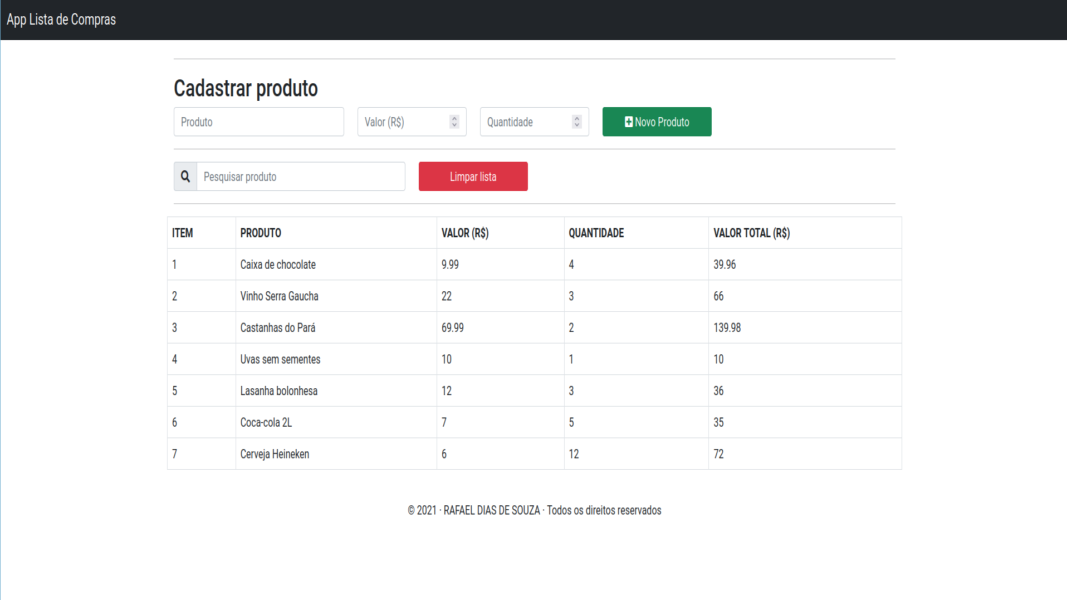 App Lista de Compras
Cadastrar produto
Produto Valor (R$) Quantidade Novo Produto
Pesquisar produto Limpar lista
ITEM PRODUTO VALOR (R$) QUANTIDADE VALOR TOTAL (R$)
1 Caixa de chocolate 9.99 4 39.96
2 Vinho Serra Gaucha 22 3 66
3 Castanhas do Pará 69.99 2 139.98
4 Uvas sem sementes 10 1 10
5 Lasanha bolonhesa 12 3 36
6 Coca-cola 2L 7 5 35
7 Cerveja Heineken 6 12 72
© 2021 · RAFAEL DIAS DE SOUZA · Todos os direitos reservados